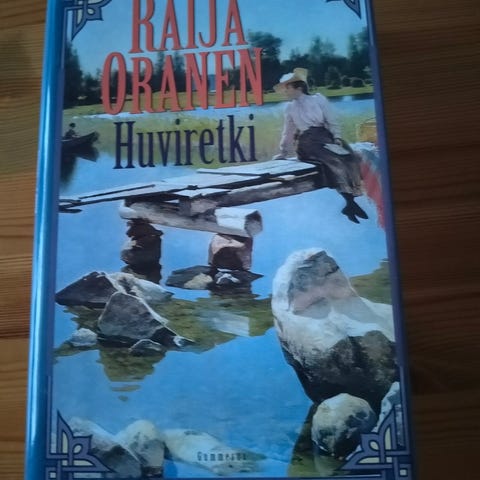 RAIJA
ORANEN
Huviretki
Gummerus